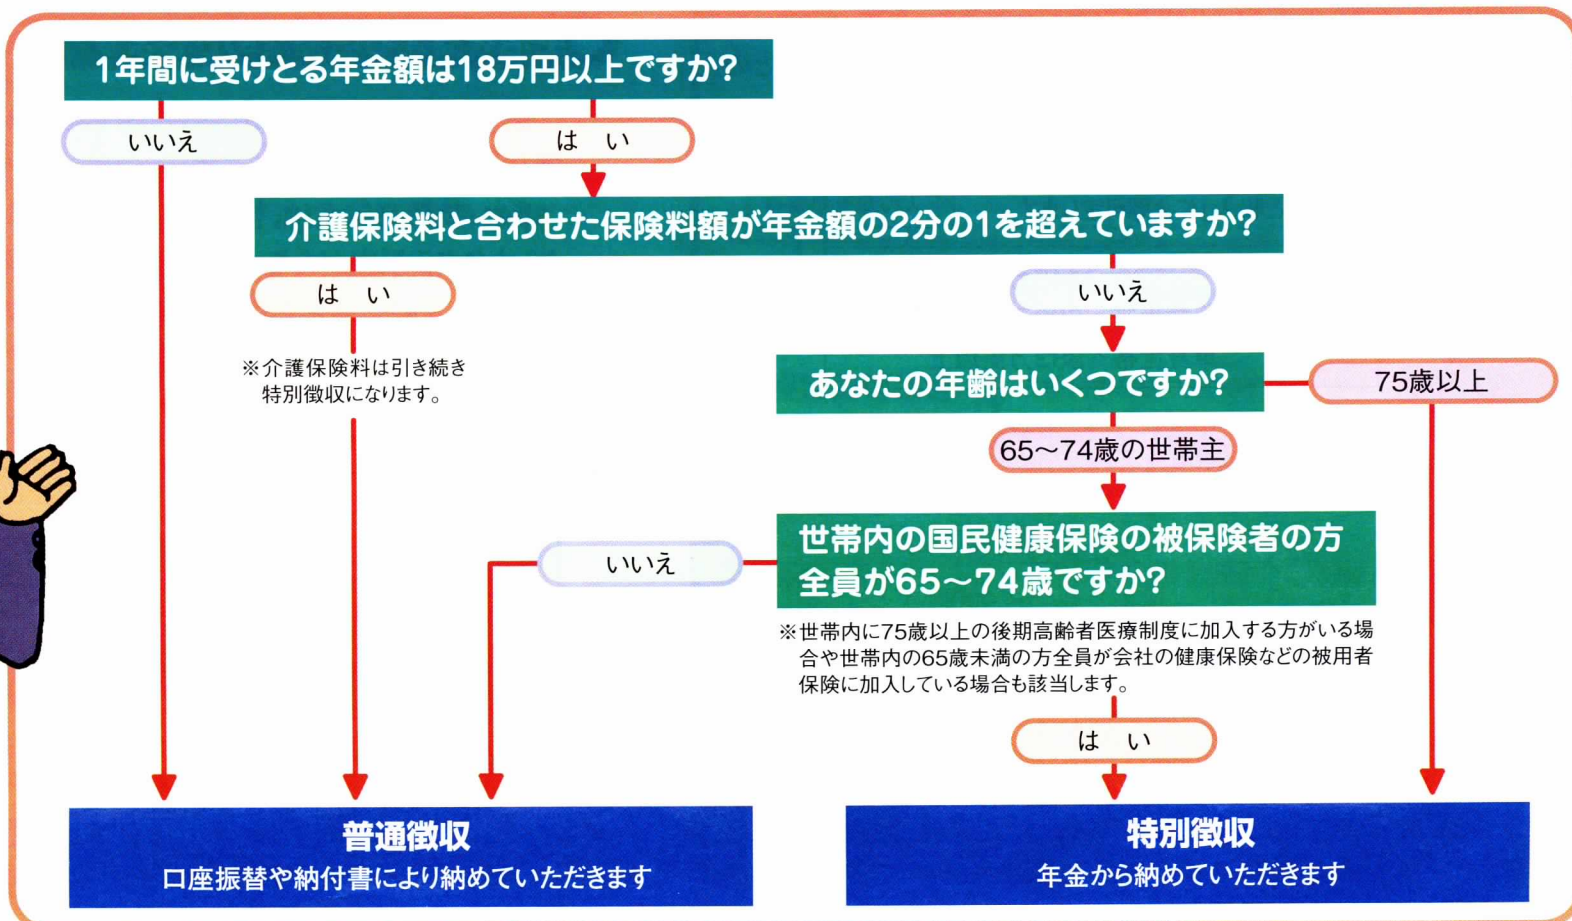 1年間に受けとる年金額は18万円以上ですか?
いいえ
は い
介護保険料と合わせた保険料額が年金額の2分の1を超えていますか?
は い
いいえ
※介護保険料は引き続き
特別徴収になります。
あなたの年齢はいくつですか?
75歳以上
65～74歳の世帯主
世帯内の国民健康保険の被保険者の方
全員が65～74歳ですか?
いいえ
※世帯内に75歳以上の後期高齢者医療制度に加入する方がいる場
合や世帯内の65歳未満の方全員が会社の健康保険などの被用者
保険に加入している場合も該当します。
は い
普通徴収
口座振替や納付書により納めていただきます
特別徴収
年金から納めていただきます